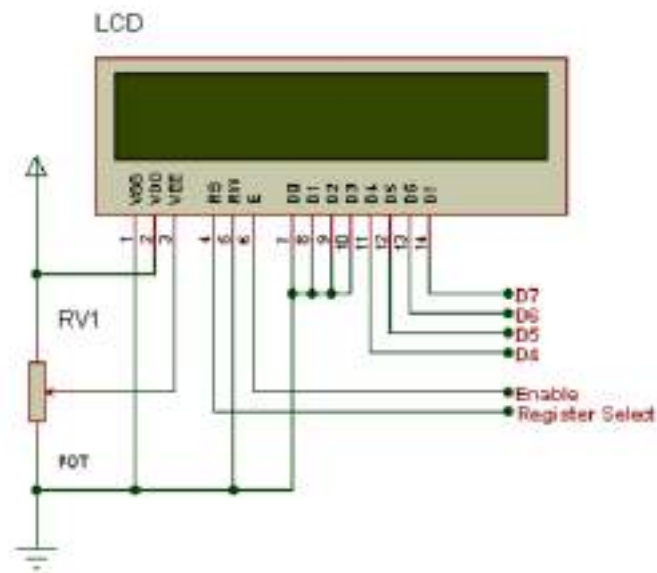 LCD
VSS VDD VEE RS RW E D0 D1 D2 D3 D4 D5 D6 D7
1 2 3 4 5 6 7 8 9 10 11 12 13 14
D7
D6
D5
D4
RV1
Enable
Register Select
POT